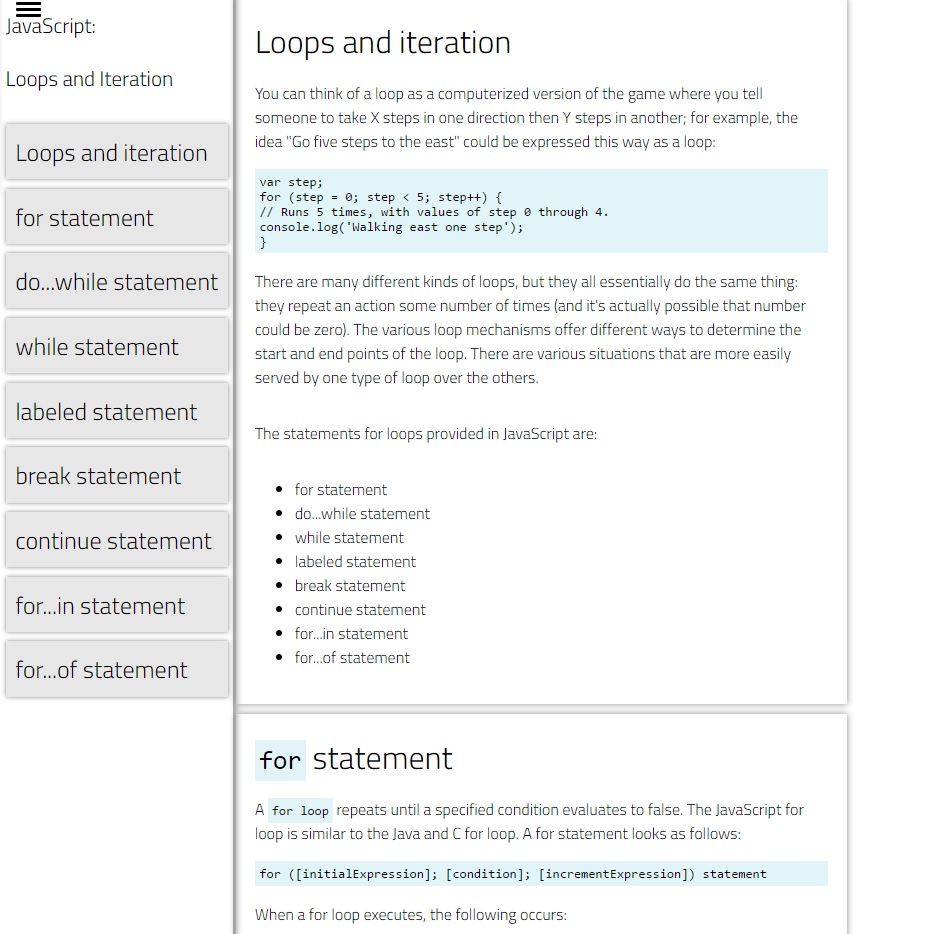 JavaScript:
Loops and Iteration
Loops and iteration
for statement
do...while statement
while statement
labeled statement
break statement
continue statement
for...in statement
for...of statement
Loops and iteration
You can think of a loop as a computerized version of the game where you tell
someone to take X steps in one direction then Y steps in another; for example, the
idea "Go five steps to the east" could be expressed this way as a loop:
var step;
for (step = 0; step < 5; step++) {
// Runs 5 times, with values of step 0 through 4.
console.log('Walking east one step');
}
There are many different kinds of loops, but they all essentially do the same thing:
they repeat an action some number of times (and it's actually possible that number
could be zero). The various loop mechanisms offer different ways to determine the
start and end points of the loop. There are various situations that are more easily
served by one type of loop over the others.
The statements for loops provided in JavaScript are:
for statement
do...while statement
while statement
labeled statement
break statement
continue statement
for...in statement
for...of statement
for statement
A for loop repeats until a specified condition evaluates to false. The JavaScript for
loop is similar to the Java and C for loop. A for statement looks as follows:
for ([initialExpression]; [condition]; [incrementExpression]) statement
When a for loop executes, the following occurs: